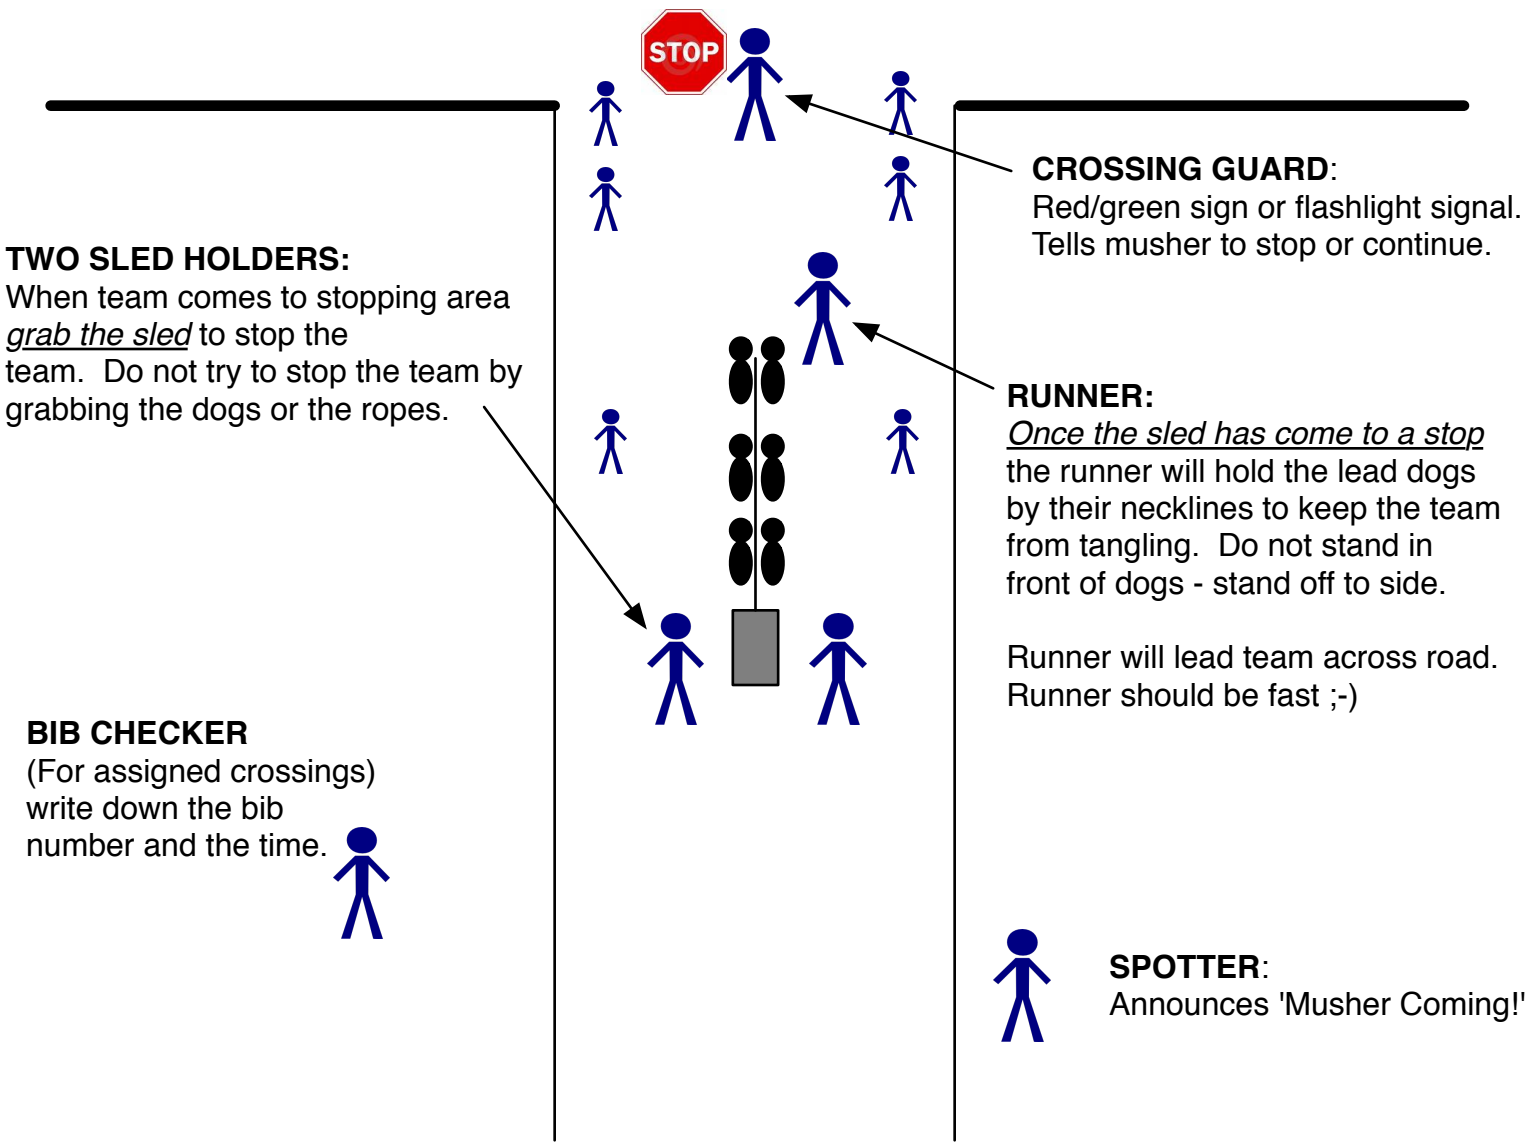 STOP
CROSSING GUARD:
Red/green sign or flashlight signal.
Tells musher to stop or continue.
TWO SLED HOLDERS:
When team comes to stopping area
grab the sled to stop the
team.  Do not try to stop the team by
grabbing the dogs or the ropes.
RUNNER:
Once the sled has come to a stop
the runner will hold the lead dogs
by their necklines to keep the team
from tangling.  Do not stand in
front of dogs - stand off to side.
Runner will lead team across road.
Runner should be fast ;-)
BIB CHECKER
(For assigned crossings)
write down the bib
number and the time.
SPOTTER:
Announces 'Musher Coming!'